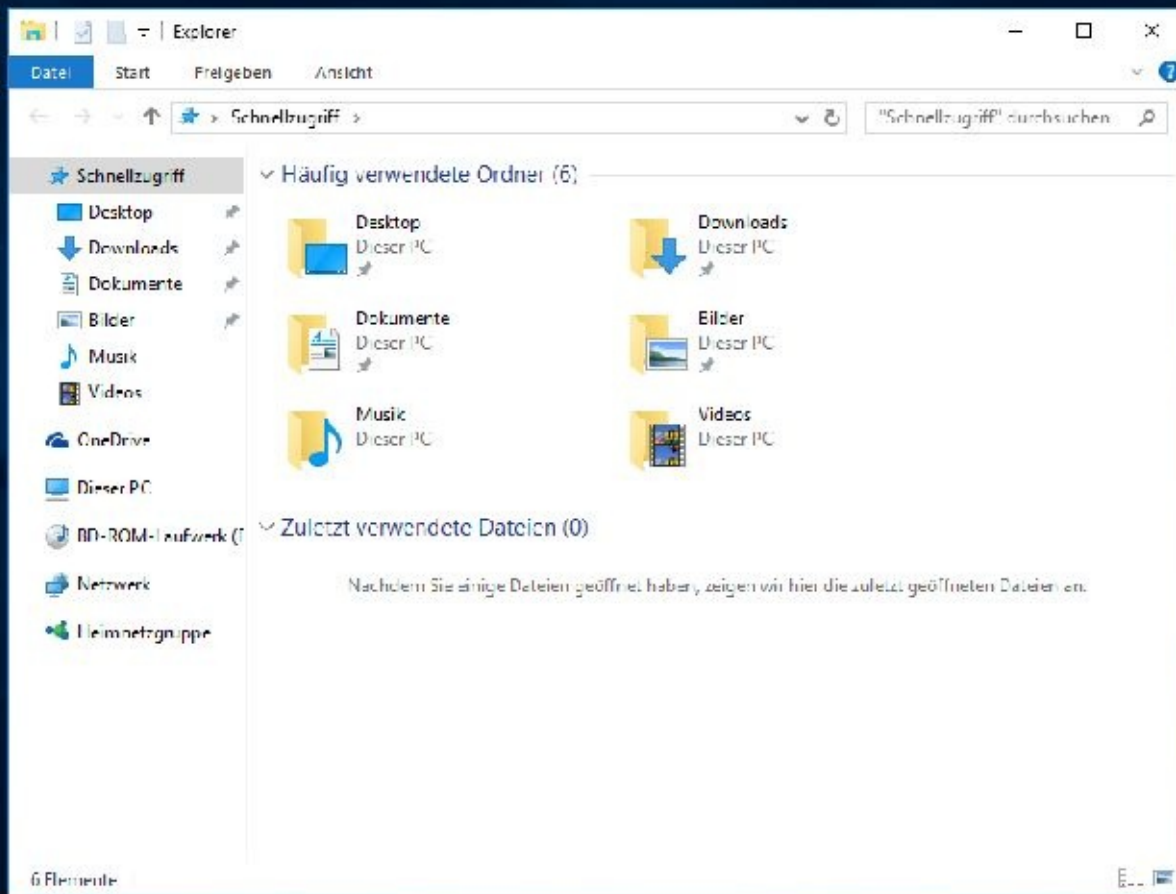 Explorer
Datei Start Freigeben Ansicht
Schnellzugriff
"Schnellzugriff" durchsuchen
Schnellzugriff
Desktop
Downloads
Dokumente
Bilder
Musik
Videos
OneDrive
Dieser PC
BD-ROM-Laufwerk (
Netzwerk
Heimnetzgruppe
Häufig verwendete Ordner (6)
Desktop
Dieser PC
Downloads
Dieser PC
Dokumente
Dieser PC
Bilder
Dieser PC
Musik
Dieser PC
Videos
Dieser PC
Zuletzt verwendete Dateien (0)
Nachdem Sie einige Dateien geöffnet haben, zeigen wir hier die zuletzt geöffneten Dateien an.
6 Elemente